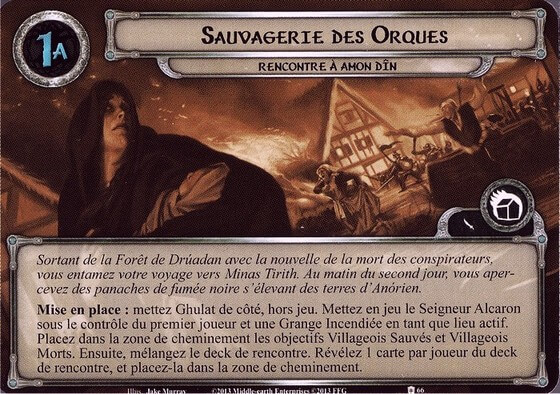 1A
SAUVAGERIE DES ORQUES
RENCONTRE À AMON DÎN
Sortant de la Forêt de Drúadan avec la nouvelle de la mort des conspirateurs,
vous entamez votre voyage vers Minas Tirith. Au matin du second jour, vous aper-
cevez des panaches de fumée noire s'élevant des terres d'Anórien.
Mise en place : mettez Ghulat de côté, hors jeu. Mettez en jeu le Seigneur Alcaron
sous le contrôle du premier joueur et une Grange Incendiée en tant que lieu actif.
Placez dans la zone de cheminement les objectifs Villageois Sauvés et Villageois
Morts. Ensuite, mélangez le deck de rencontre. Révélez 1 carte par joueur du deck
de rencontre, et placez-la dans la zone de cheminement.
Illus. Jake Murray ©2013 Middle-earth Enterprises ©2013 FFG 66